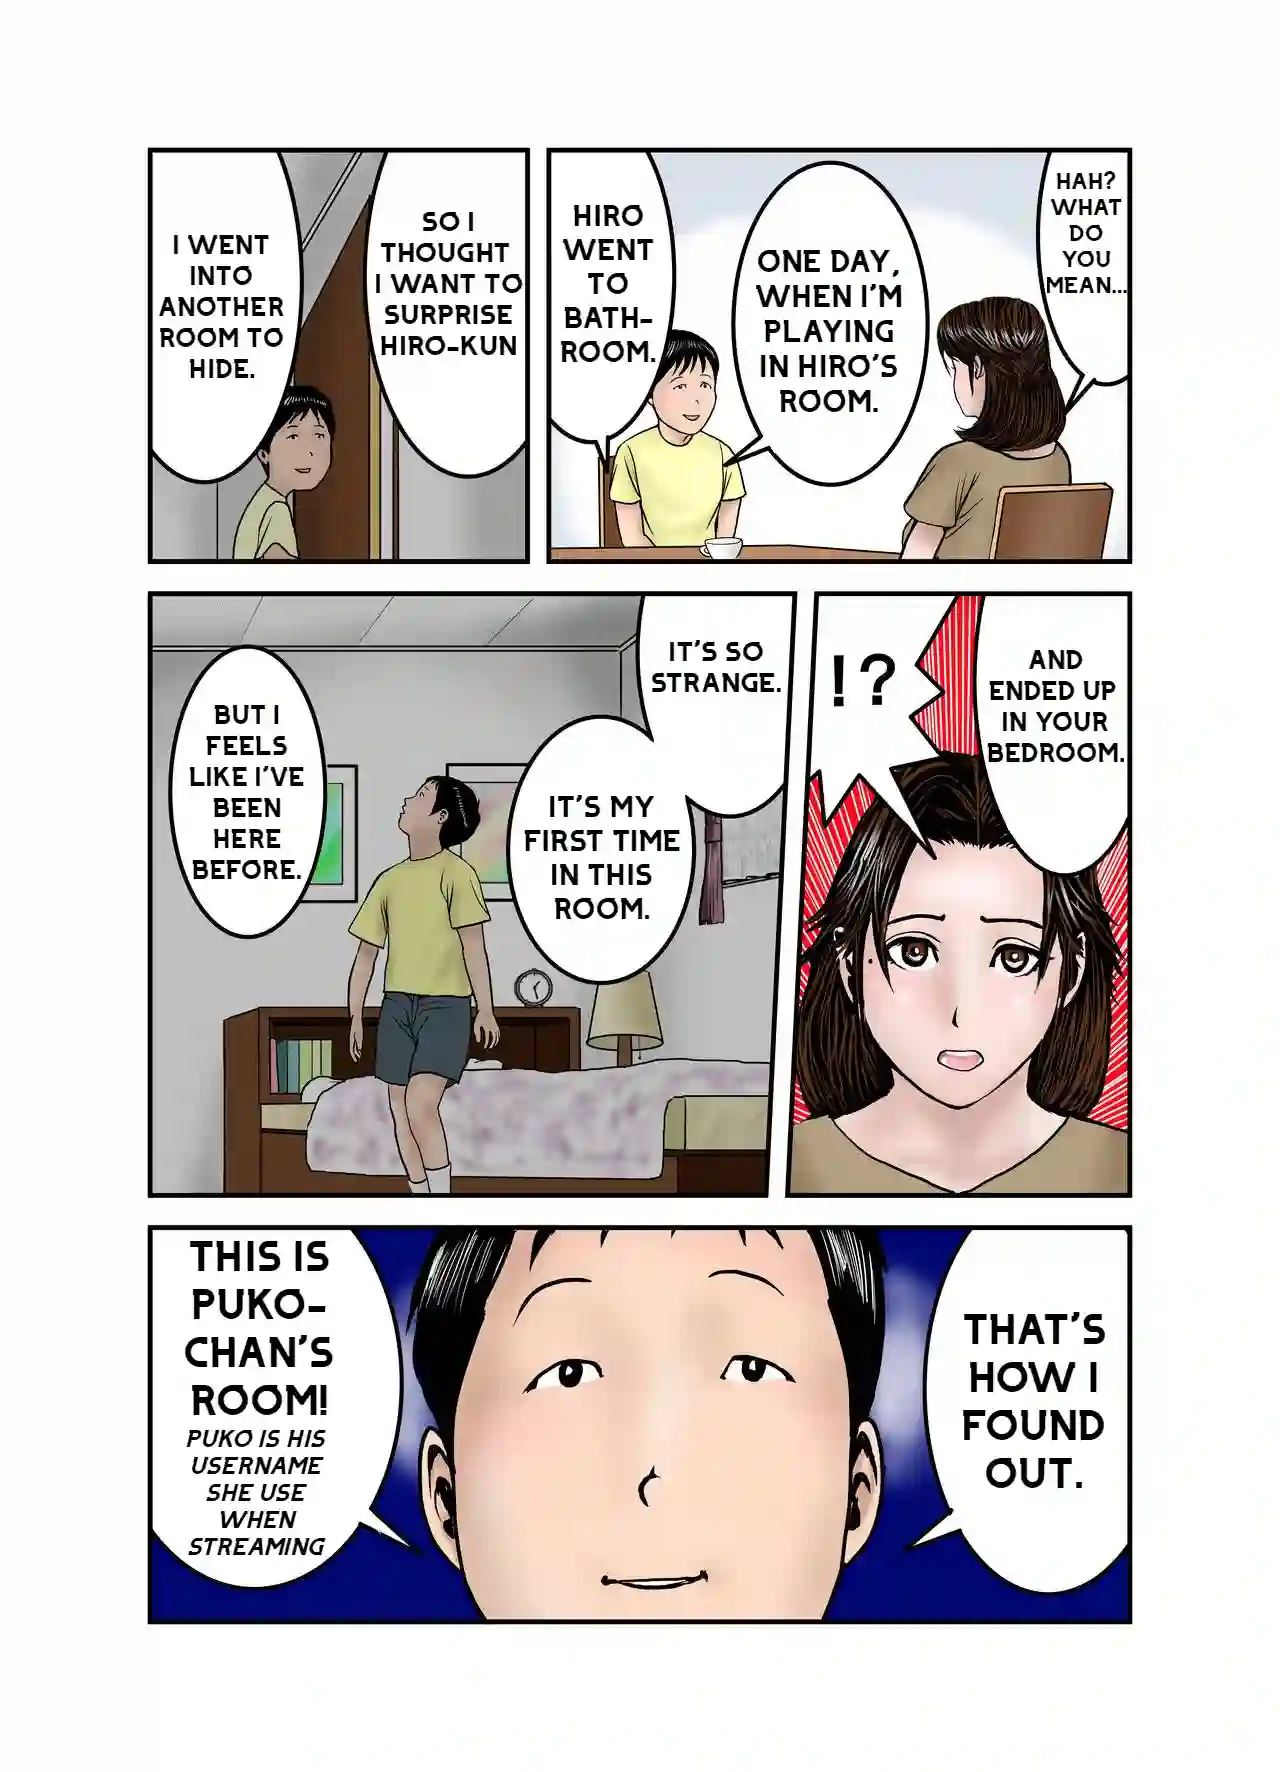 HAH?
WHAT
DO
YOU
MEAN...
ONE DAY,
WHEN I'M
PLAYING
IN HIRO'S
ROOM.
HIRO
WENT
TO
BATH-
ROOM.
SO I
THOUGHT
I WANT TO
SURPRISE
HIRO-KUN
I WENT
INTO
ANOTHER
ROOM TO
HIDE.
AND
ENDED UP
IN YOUR
BEDROOM.
!?
IT'S SO
STRANGE.
IT'S MY
FIRST TIME
IN THIS
ROOM.
BUT I
FEELS
LIKE I'VE
BEEN
HERE
BEFORE.
THAT'S
HOW I
FOUND
OUT.
THIS IS
PUKO-
CHAN'S
ROOM!
PUKO IS HIS
USERNAME
SHE USE
WHEN
STREAMING